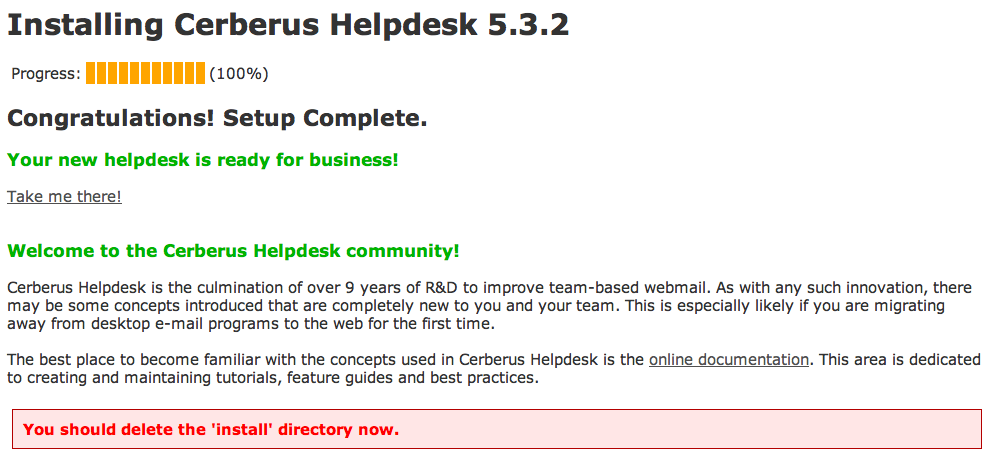 Installing Cerberus Helpdesk 5.3.2
Progress: (100%)
Congratulations! Setup Complete.
Your new helpdesk is ready for business!
Take me there!
Welcome to the Cerberus Helpdesk community!
Cerberus Helpdesk is the culmination of over 9 years of R&D to improve team-based webmail. As with any such innovation, there
may be some concepts introduced that are completely new to you and your team. This is especially likely if you are migrating
away from desktop e-mail programs to the web for the first time.
The best place to become familiar with the concepts used in Cerberus Helpdesk is the online documentation. This area is dedicated
to creating and maintaining tutorials, feature guides and best practices.
You should delete the 'install' directory now.